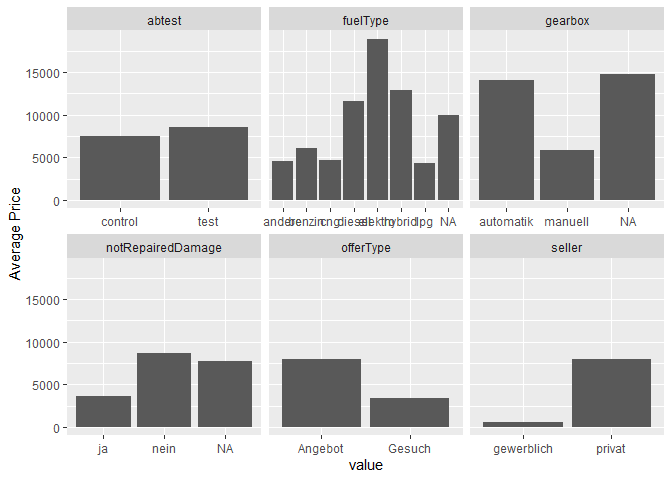 abtest
fuelType
gearbox
15000
10000
5000
0
control
test
andere
benzin
cng
diesel
elektro
hybrid
lpg
NA
automatik
manuell
NA
Average Price
notRepairedDamage
offerType
seller
15000
10000
5000
0
ja
nein
NA
Angebot
Gesuch
gewerblich
privat
value